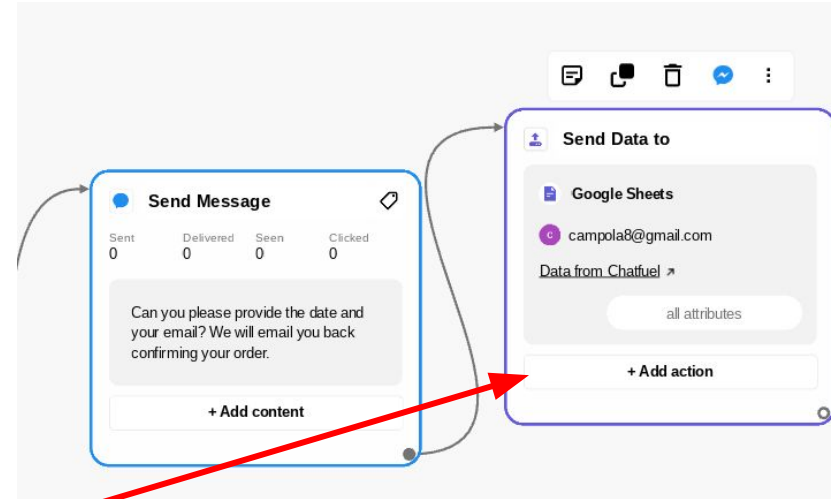 Send Message
Sent Delivered Seen Clicked
0 0 0 0
Can you please provide the date and
your email? We will email you back
confirming your order.
+ Add content
Send Data to
Google Sheets
c campola8@gmail.com
Data from Chatfuel
all attributes
+ Add action